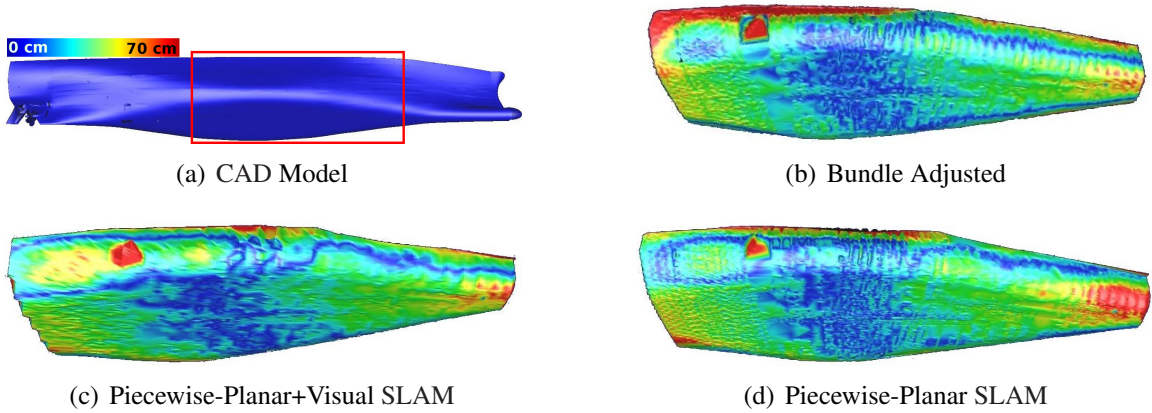 0 cm 70 cm
(a) CAD Model
(b) Bundle Adjusted
(c) Piecewise-Planar+Visual SLAM
(d) Piecewise-Planar SLAM